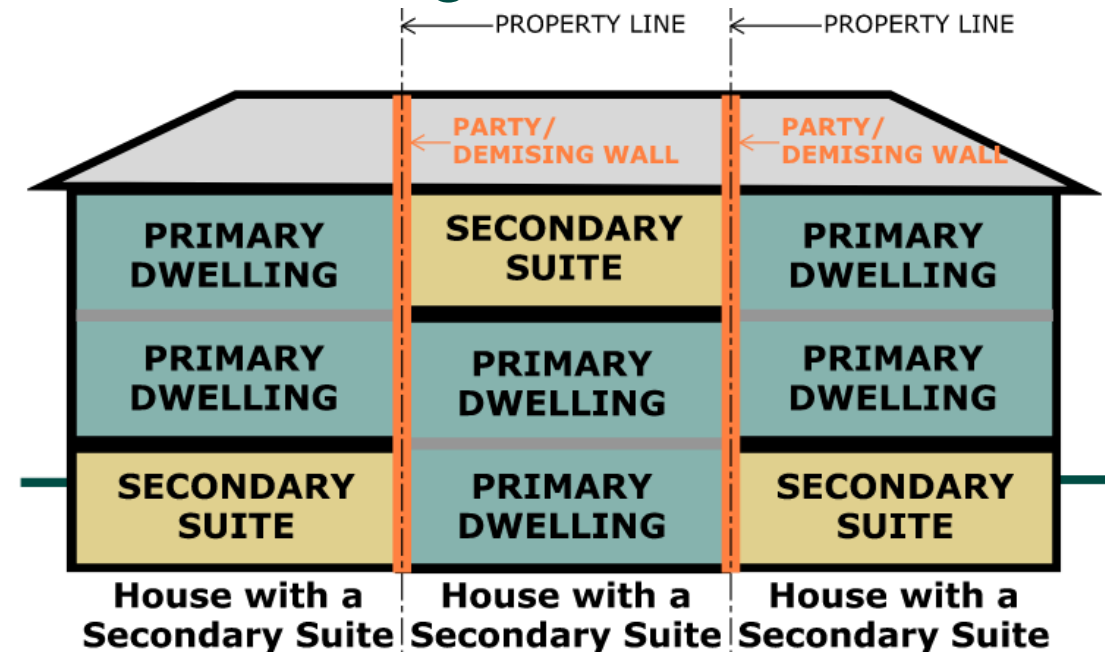 PROPERTY LINE
PROPERTY LINE
PARTY/
DEMISING WALL
PARTY/
DEMISING WALL
PRIMARY
DWELLING
SECONDARY
SUITE
PRIMARY
DWELLING
PRIMARY
DWELLING
PRIMARY
DWELLING
PRIMARY
DWELLING
SECONDARY
SUITE
PRIMARY
DWELLING
SECONDARY
SUITE
House with a
Secondary Suite
House with a
Secondary Suite
House with a
Secondary Suite